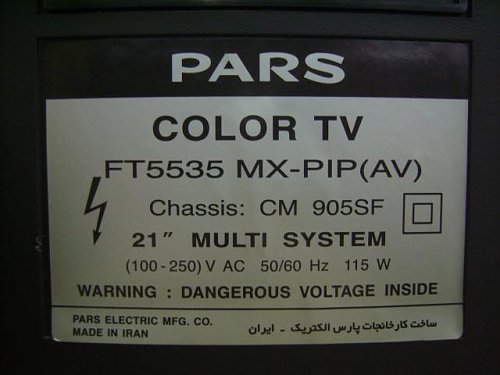 PARS
COLOR TV
FT5535 MX-PIP(AV)
Chassis: CM 905SF
21" MULTI SYSTEM
(100-250) V AC 50/60 Hz 115 W
WARNING : DANGEROUS VOLTAGE INSIDE
PARS ELECTRIC MFG. CO.
MADE IN IRAN
ساخت کارخانجات پارس الکتریک - ایران